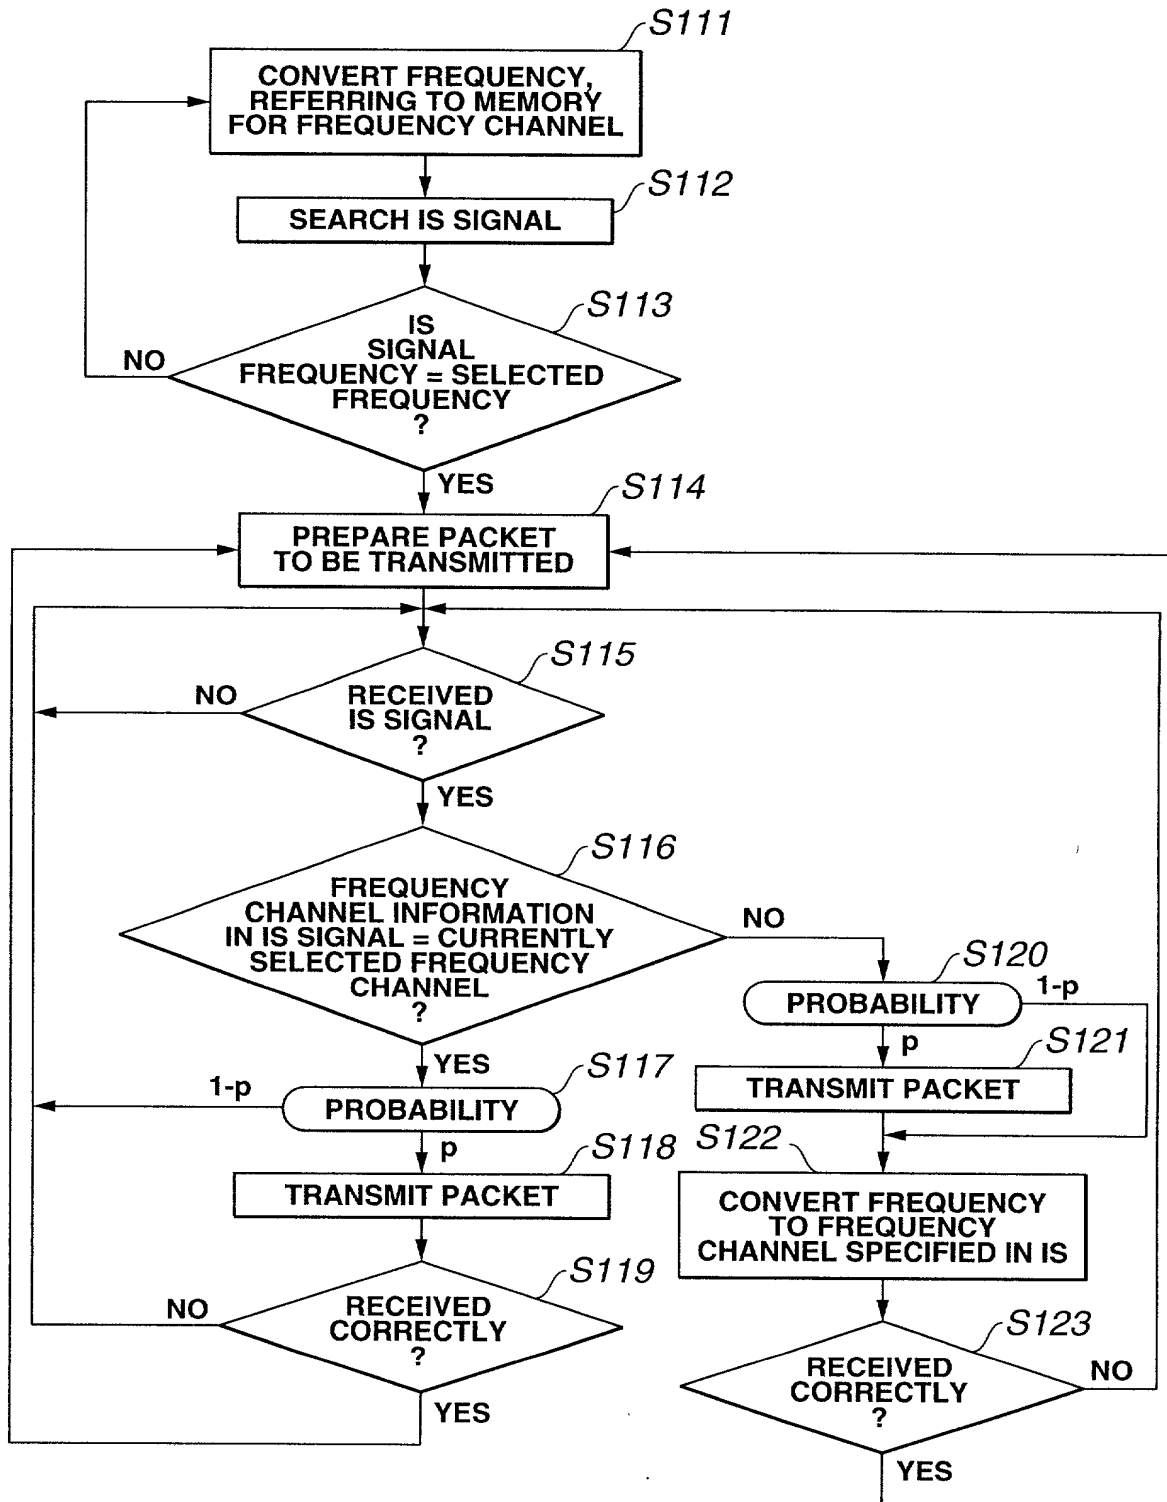 S111
CONVERT FREQUENCY,
REFERRING TO MEMORY
FOR FREQUENCY CHANNEL
S112
SEARCH IS SIGNAL
S113
IS
SIGNAL
FREQUENCY = SELECTED
FREQUENCY
?
NO
YES
S114
PREPARE PACKET
TO BE TRANSMITTED
S115
RECEIVED
IS SIGNAL
?
NO
YES
S116
FREQUENCY
CHANNEL INFORMATION
IN IS SIGNAL = CURRENTLY
SELECTED FREQUENCY
CHANNEL
?
NO
YES
S117
PROBABILITY
1-p
p
S118
TRANSMIT PACKET
S119
RECEIVED
CORRECTLY
?
NO
YES
S120
PROBABILITY
1-p
p
S121
TRANSMIT PACKET
S122
CONVERT FREQUENCY
TO FREQUENCY
CHANNEL SPECIFIED IN IS
S123
RECEIVED
CORRECTLY
?
NO
YES